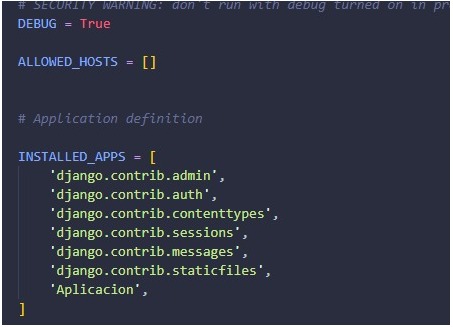 # SECURITY WARNING: don't run with debug turned on in pr
DEBUG = True
ALLOWED_HOSTS = []
# Application definition
INSTALLED_APPS = [
'django.contrib.admin',
'django.contrib.auth',
'django.contrib.contenttypes',
'django.contrib.sessions',
'django.contrib.messages',
'django.contrib.staticfiles',
'Aplicacion',
]